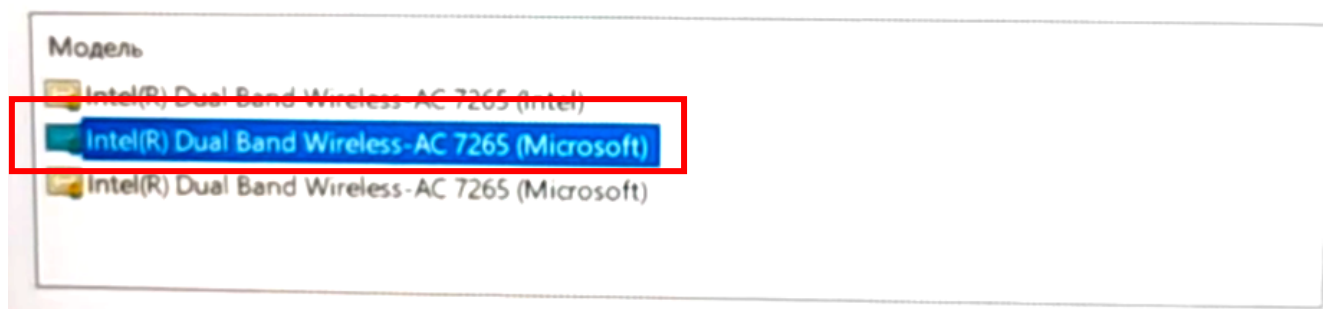 Модель
Intel(R) Dual Band Wireless-AC 7265 (Intel)
Intel(R) Dual Band Wireless-AC 7265 (Microsoft)
Intel(R) Dual Band Wireless-AC 7265 (Microsoft)